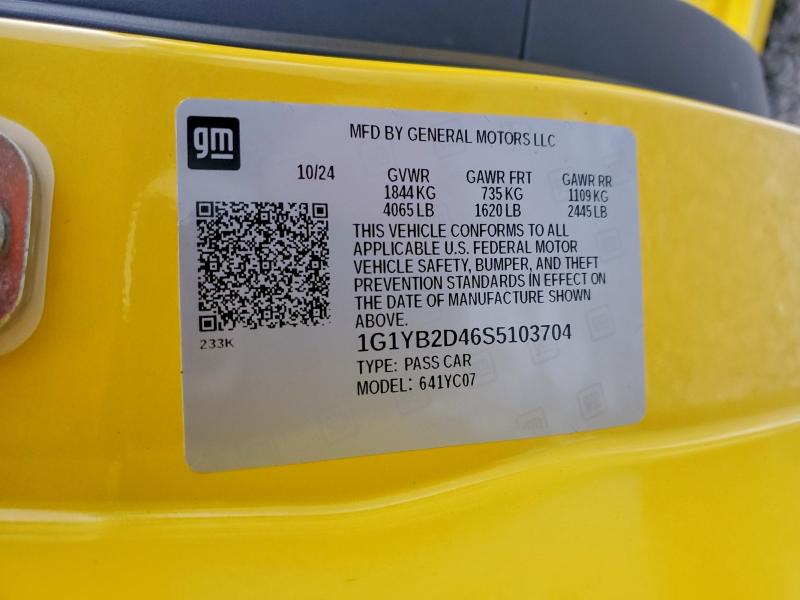 gm
MFD BY GENERAL MOTORS LLC
10/24 GVWR GAWR FRT GAWR RR
1844 KG 735 KG 1109 KG
4065 LB 1620 LB 2445 LB
THIS VEHICLE CONFORMS TO ALL
APPLICABLE U.S. FEDERAL MOTOR
VEHICLE SAFETY, BUMPER, AND THEFT
PREVENTION STANDARDS IN EFFECT ON
THE DATE OF MANUFACTURE SHOWN
ABOVE.
233K
1G1YB2D46S5103704
TYPE: PASS CAR
MODEL: 641YC07